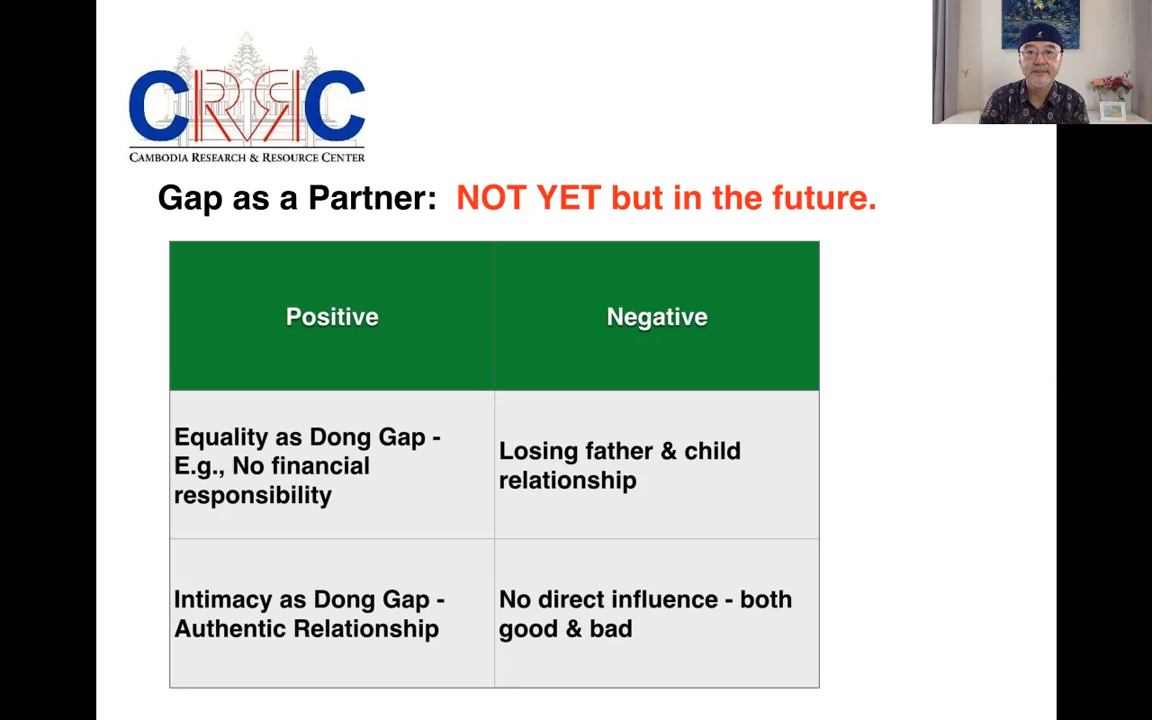 CRRC
CAMBODIA RESEARCH & RESOURCE CENTER
Gap as a Partner: NOT YET but in the future.
Positive
Negative
Equality as Dong Gap -
E.g., No financial
responsibility
Losing father & child
relationship
Intimacy as Dong Gap -
Authentic Relationship
No direct influence - both
good & bad